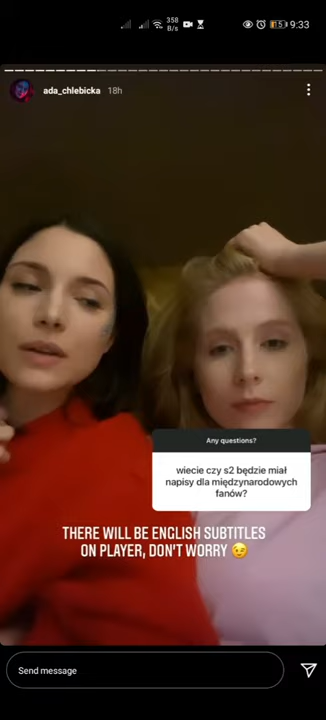 358
B/s
15
9:33
ada_chlebicka 18h
Any questions?
wiecie czy s2 będzie miał
napisy dla międzynarodowych
fanów?
THERE WILL BE ENGLISH SUBTITLES
ON PLAYER, DON'T WORRY 😉
Send message